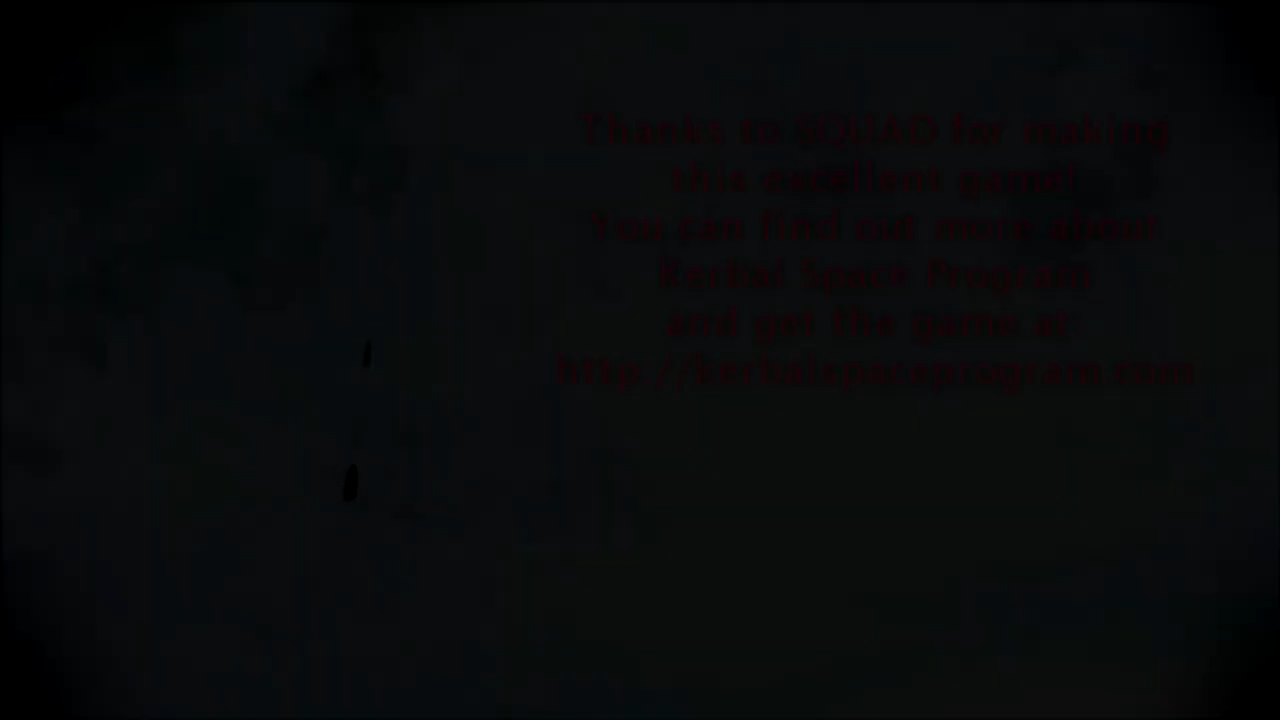 Thanks to SQUAD for making
this excellent game!
You can find out more about
Kerbal Space Program
and get the game at
http://kerbalspaceprogram.com